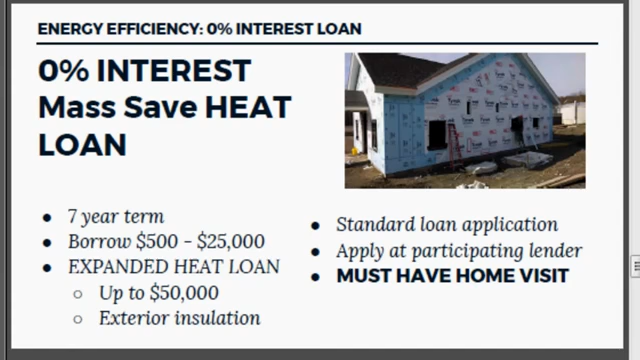 ENERGY EFFICIENCY: 0% INTEREST LOAN
0% INTEREST
Mass Save HEAT
LOAN
● 7 year term
● Borrow $500 - $25,000
● EXPANDED HEAT LOAN
○ Up to $50,000
○ Exterior insulation
● Standard loan application
● Apply at participating lender
● MUST HAVE HOME VISIT